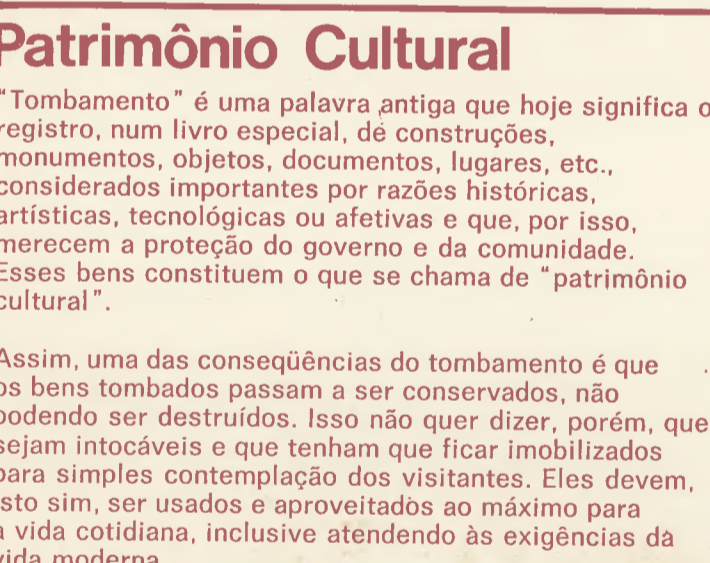 Patrimônio Cultural
“Tombamento” é uma palavra antiga que hoje significa o
registro, num livro especial, de construções,
monumentos, objetos, documentos, lugares, etc.,
considerados importantes por razões históricas,
artísticas, tecnológicas ou afetivas e que, por isso,
merecem a proteção do governo e da comunidade.
Esses bens constituem o que se chama de “patrimônio
cultural”.

Assim, uma das conseqüências do tombamento é que
os bens tombados passam a ser conservados, não
podendo ser destruídos. Isso não quer dizer, porém, que
sejam intocáveis e que tenham que ficar imobilizados
para simples contemplação dos visitantes. Eles devem,
isto sim, ser usados e aproveitados ao máximo para
a vida cotidiana, inclusive atendendo às exigências da
vida moderna